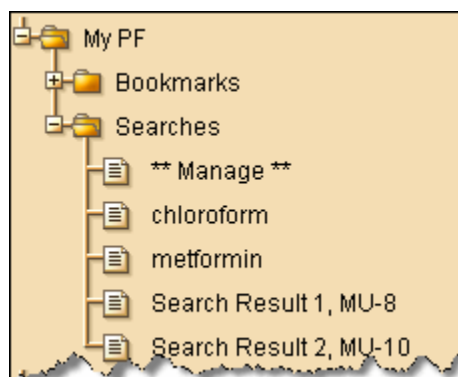 My PF
Bookmarks
Searches
** Manage **
chloroform
metformin
Search Result 1, MU-8
Search Result 2, MU-10